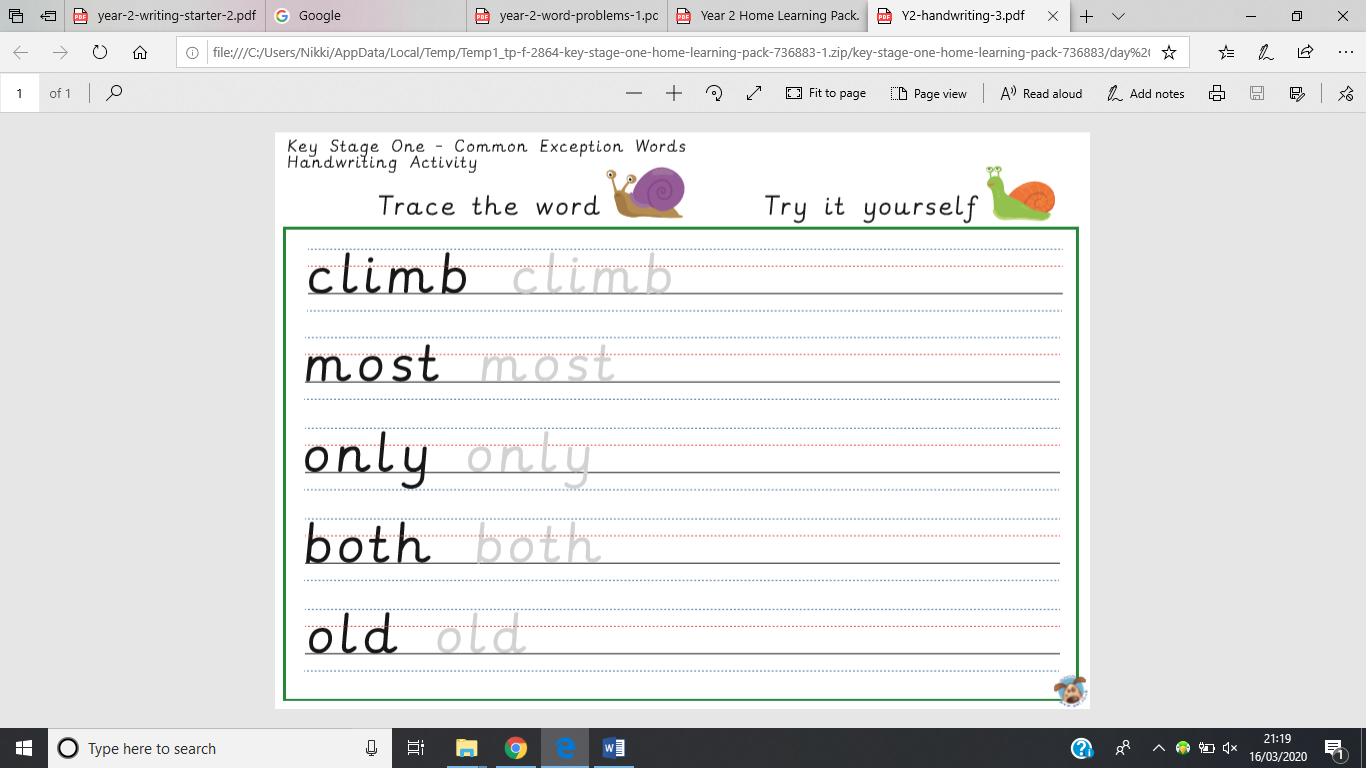 year-2-writing-starter-2.pdf
Google
year-2-word-problems-1.pc
Year 2 Home Learning Pack.
Y2-handwriting-3.pdf
file:///C:/Users/Nikki/AppData/Local/Temp/Temp1_tp-f-2864-key-stage-one-home-learning-pack-736883-1.zip/key-stage-one-home-learning-pack-736883/day%20
1 of 1 Fit to page Page view Read aloud Add notes
Key Stage One - Common Exception Words
Handwriting Activity
Trace the word Try it yourself
climb climb
most most
only only
both both
old old
Type here to search
21:19
16/03/2020
1